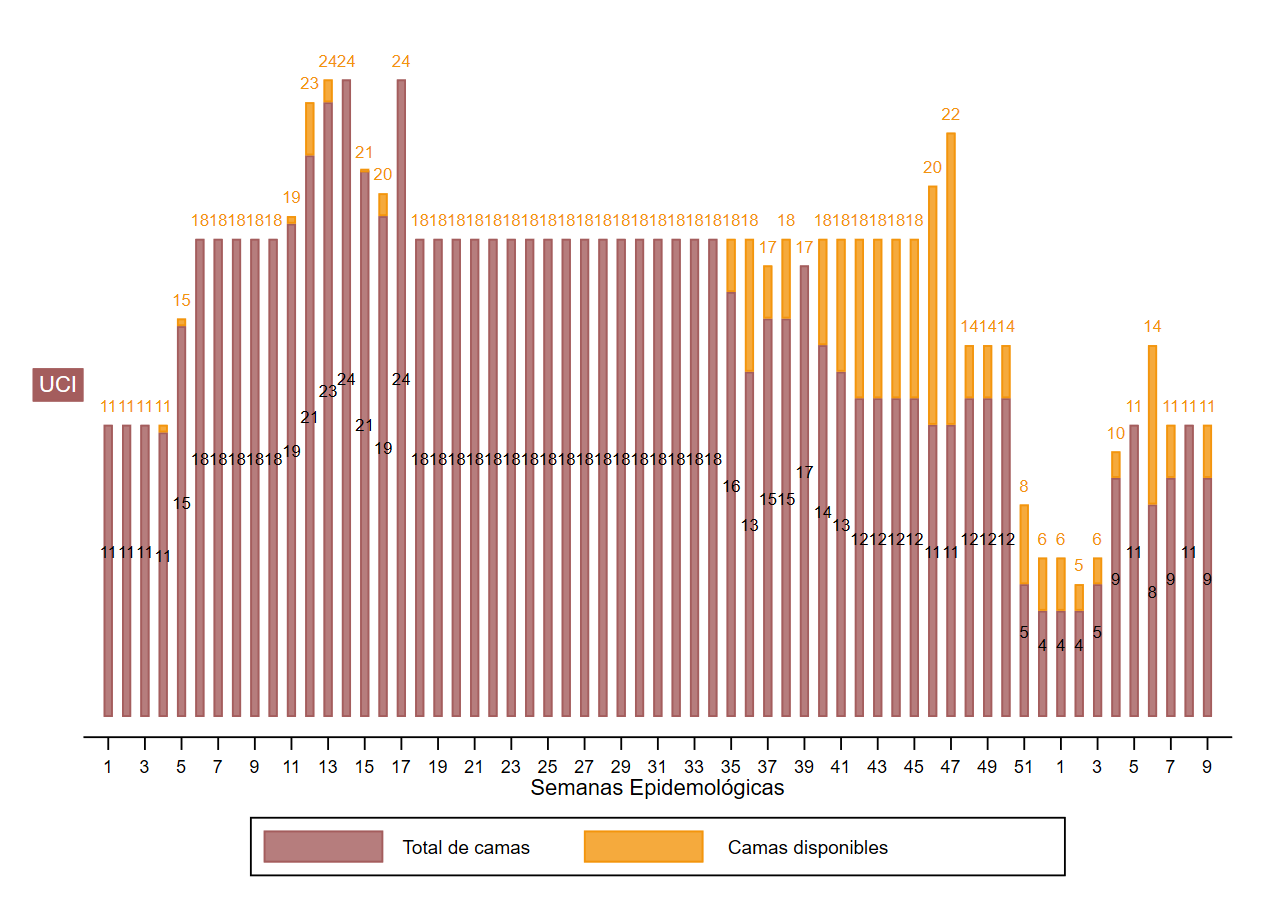 24 24 24
23
22
21
20
20
19
18 18 18 18 18 18 18 18 18 18 18 18 18 18 18 18 18 18 18 18 18 18 18 18 18 18 18 18 18 18 18
17 17
15
14 14 14 14
24 24
UCI
23
11 11 11 11 11 11 11 11
21
21
10
19
19
18 18 18 18 18 18 18 18 18 18 18 18 18 18 18 18 18 18 18 18 18 18
17
16 8
15 15
15
14
13 13
12 12 12 12 12 12 12 6 6 6
11 11 11 11 11 11 11
11
5
9 9 9
8
5 5
4 4 4
1 3 5 7 9 11 13 15 17 19 21 23 25 27 29 31 33 35 37 39 41 43 45 47 49 51 1 3 5 7 9
Semanas Epidemológicas
Total de camas Camas disponibles